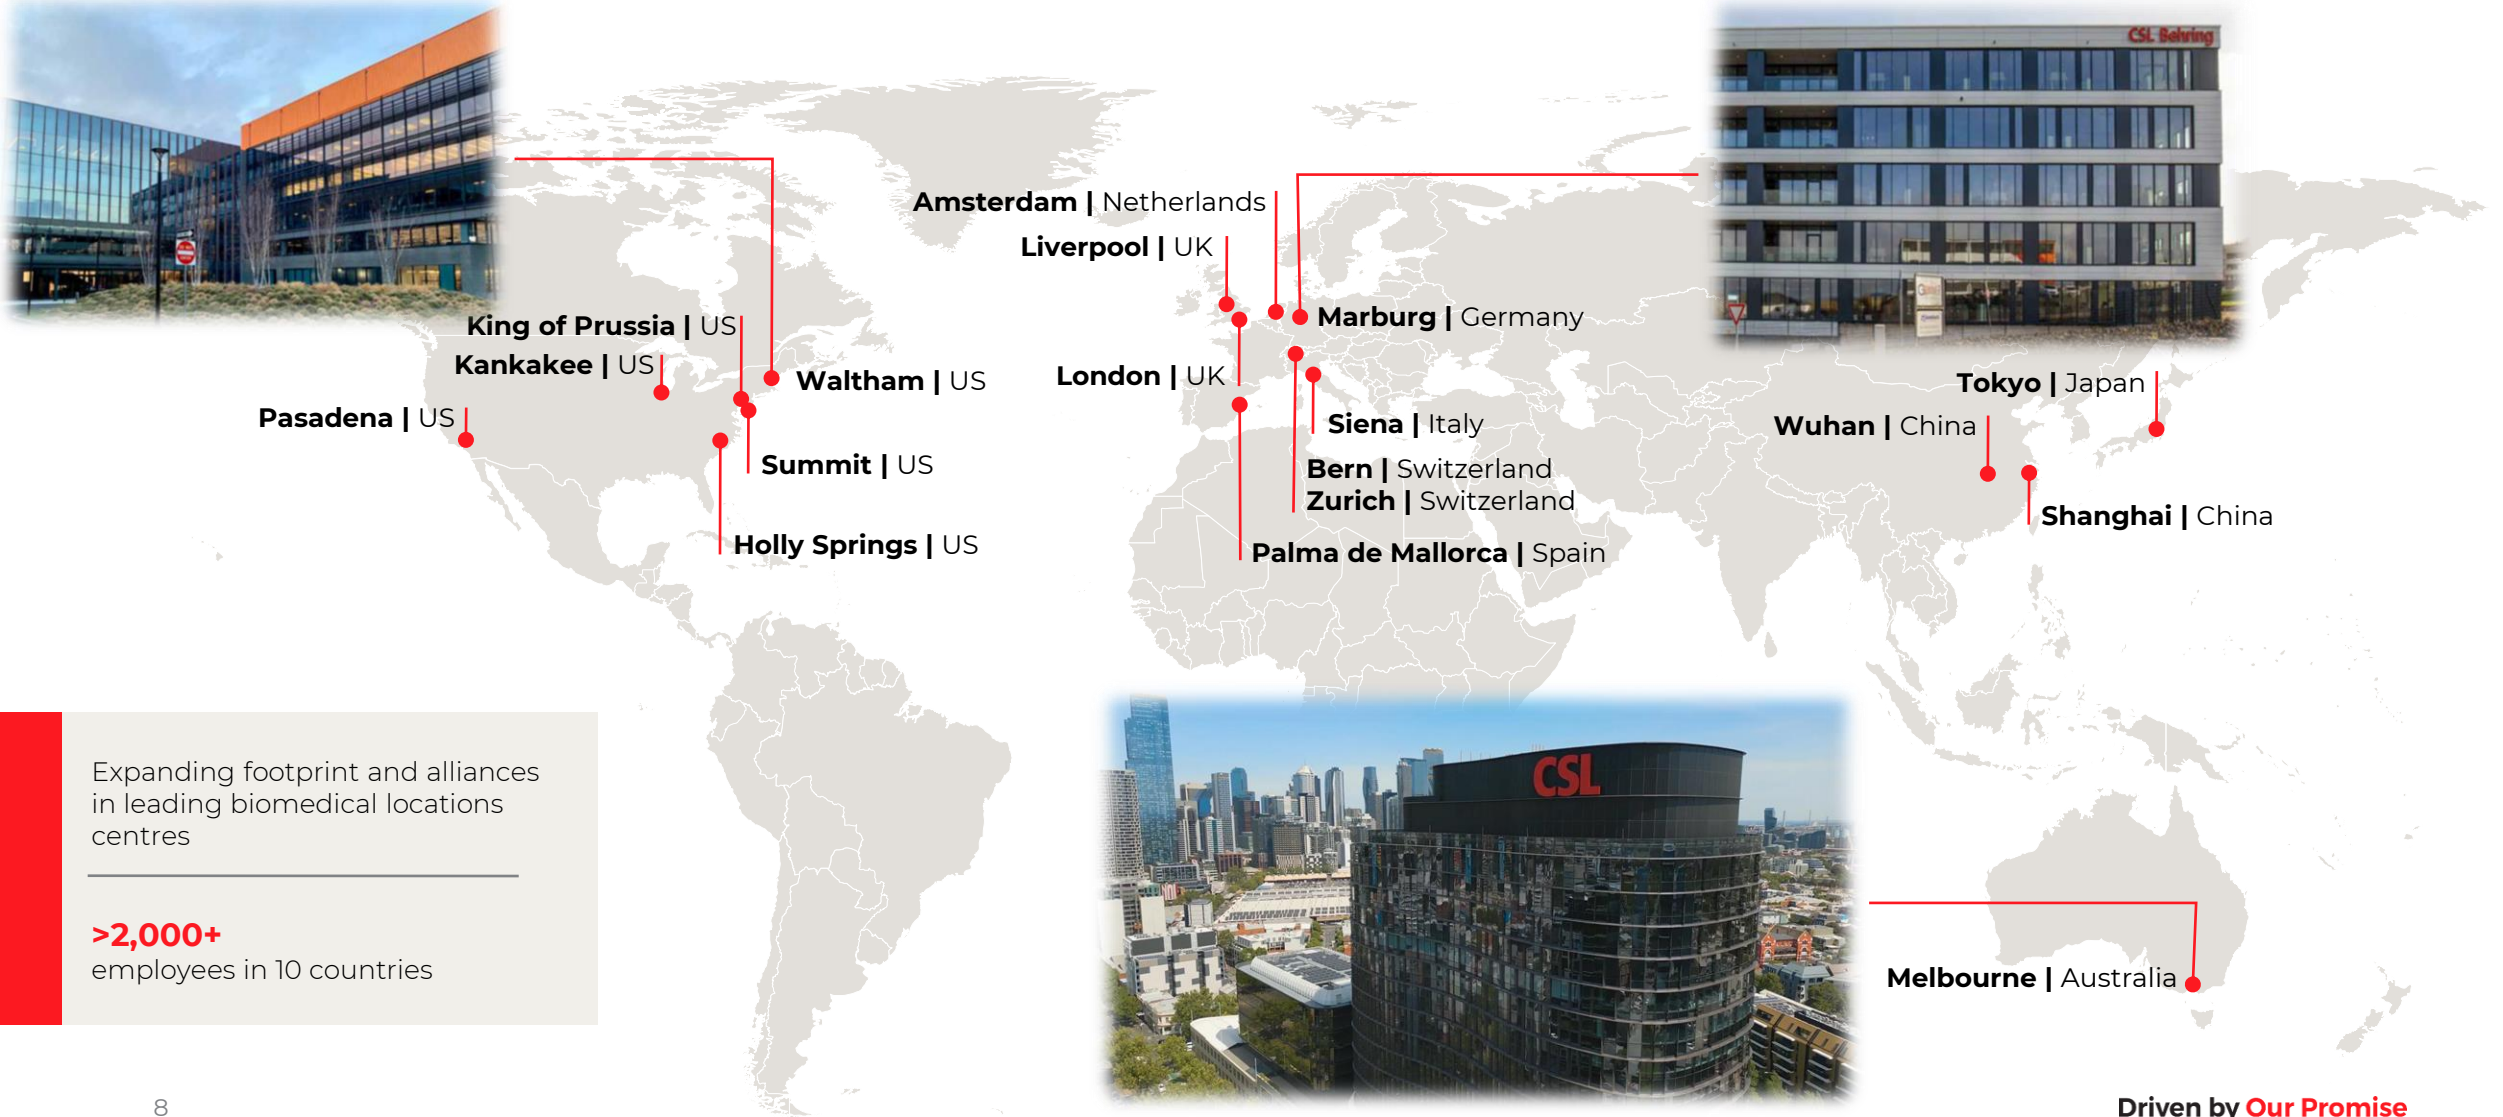 CSL Behring
Amsterdam | Netherlands
Liverpool | UK
King of Prussia | US
Kankakee | US
Waltham | US
Pasadena | US
Summit | US
Holly Springs | US
Marburg | Germany
London | UK
Siena | Italy
Bern | Switzerland
Zurich | Switzerland
Palma de Mallorca | Spain
Tokyo | Japan
Wuhan | China
Shanghai | China
CSL
Melbourne | Australia
Expanding footprint and alliances
in leading biomedical locations
centres
>2,000+
employees in 10 countries
8
Driven by Our Promise